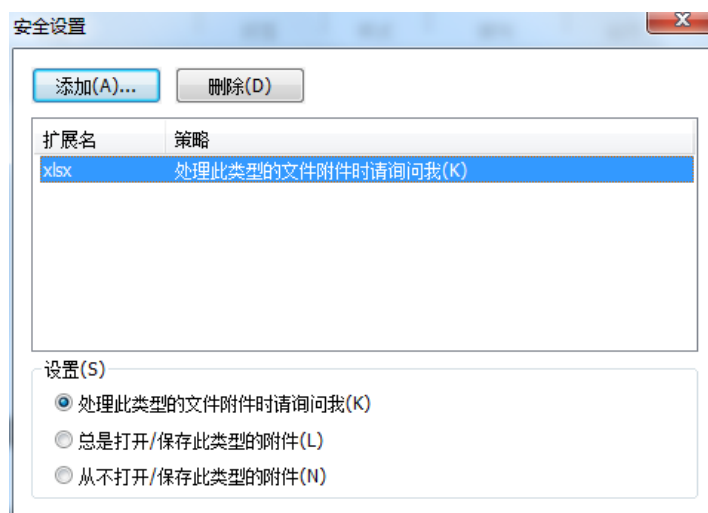 安全设置
添加(A)... 删除(D)
扩展名 策略
xlsx 处理此类型的文件附件时请询问我(K)
设置(S)
处理此类型的文件附件时请询问我(K)
总是打开/保存此类型的附件(L)
从不打开/保存此类型的附件(N)